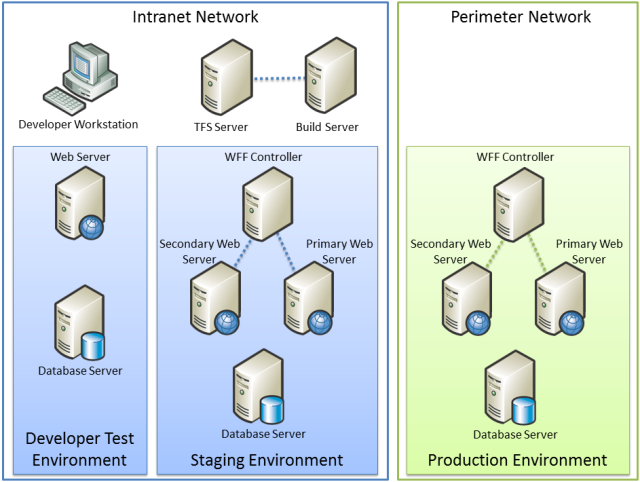 Intranet Network
Perimeter Network
Developer Workstation
TFS Server
Build Server
Web Server
WFF Controller
Secondary Web
Server
Primary Web
Server
Database Server
Database Server
Developer Test
Environment
Staging Environment
WFF Controller
Secondary Web
Server
Primary Web
Server
Database Server
Production Environment